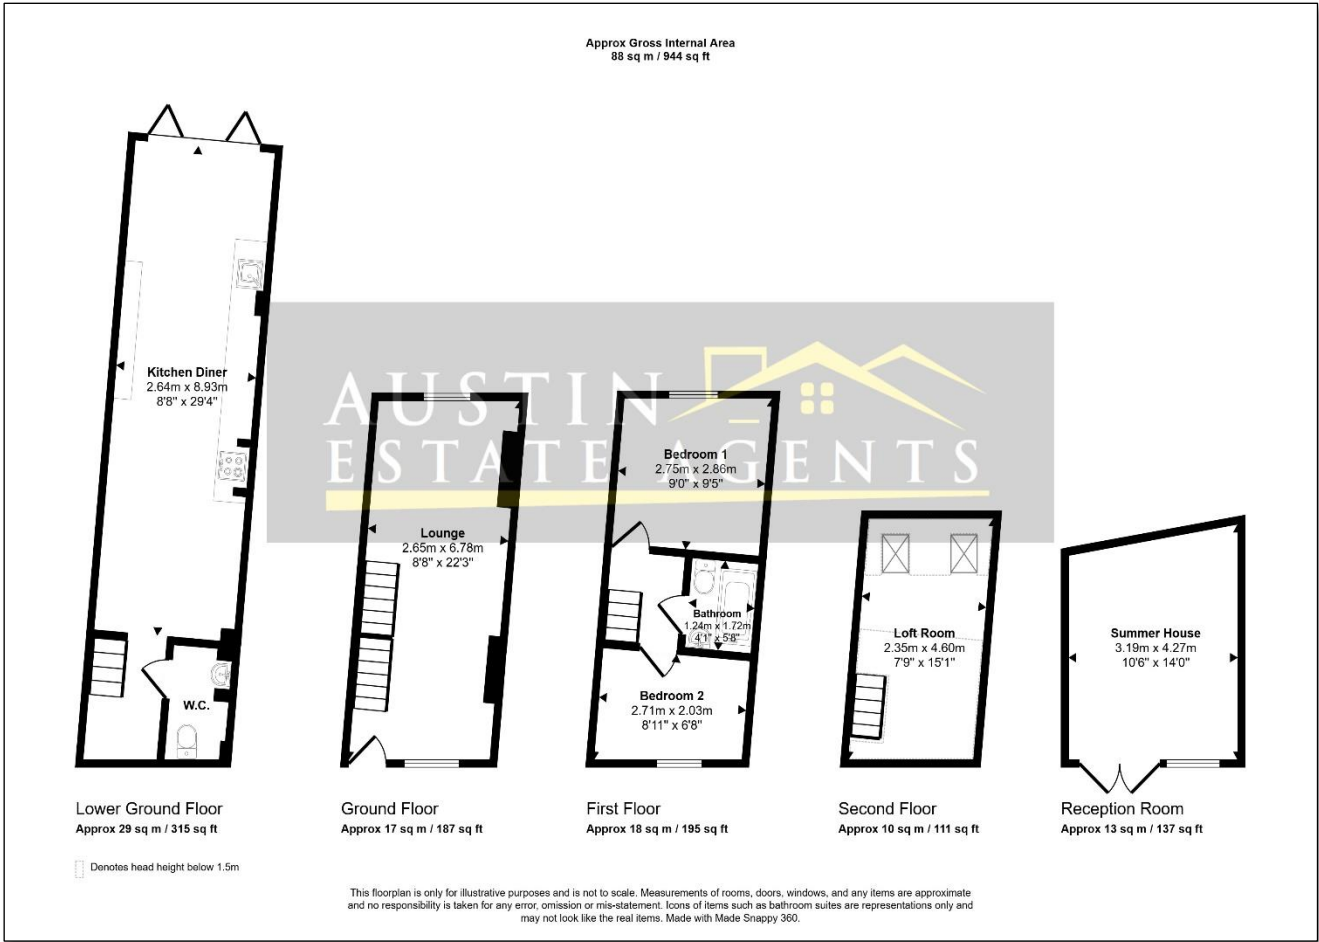 Approx Gross Internal Area
88 sq m / 944 sq ft
Kitchen Diner
2.64m x 8.93m
8'8" x 29'4"
W.C.
AUSTIN
ESTATE AGENTS
Lounge
2.65m x 6.78m
8'8" x 22'3"
Bedroom 1
2.75m x 2.86m
9'0" x 9'5"
Bathroom
1.24m x 1.72m
4'1" x 5'8"
Bedroom 2
2.71m x 2.03m
8'11" x 6'8"
Loft Room
2.35m x 4.60m
7'9" x 15'1"
Summer House
3.19m x 4.27m
10'6" x 14'0"
Lower Ground Floor
Approx 29 sq m / 315 sq ft
Ground Floor
Approx 17 sq m / 187 sq ft
First Floor
Approx 18 sq m / 195 sq ft
Second Floor
Approx 10 sq m / 111 sq ft
Reception Room
Approx 13 sq m / 137 sq ft
Denotes head height below 1.5m
This floorplan is only for illustrative purposes and is not to scale. Measurements of rooms, doors, windows, and any items are approximate
and no responsibility is taken for any error, omission or mis-statement. Icons of items such as bathroom suites are representations only and
may not look like the real items. Made with Made Snappy 360.